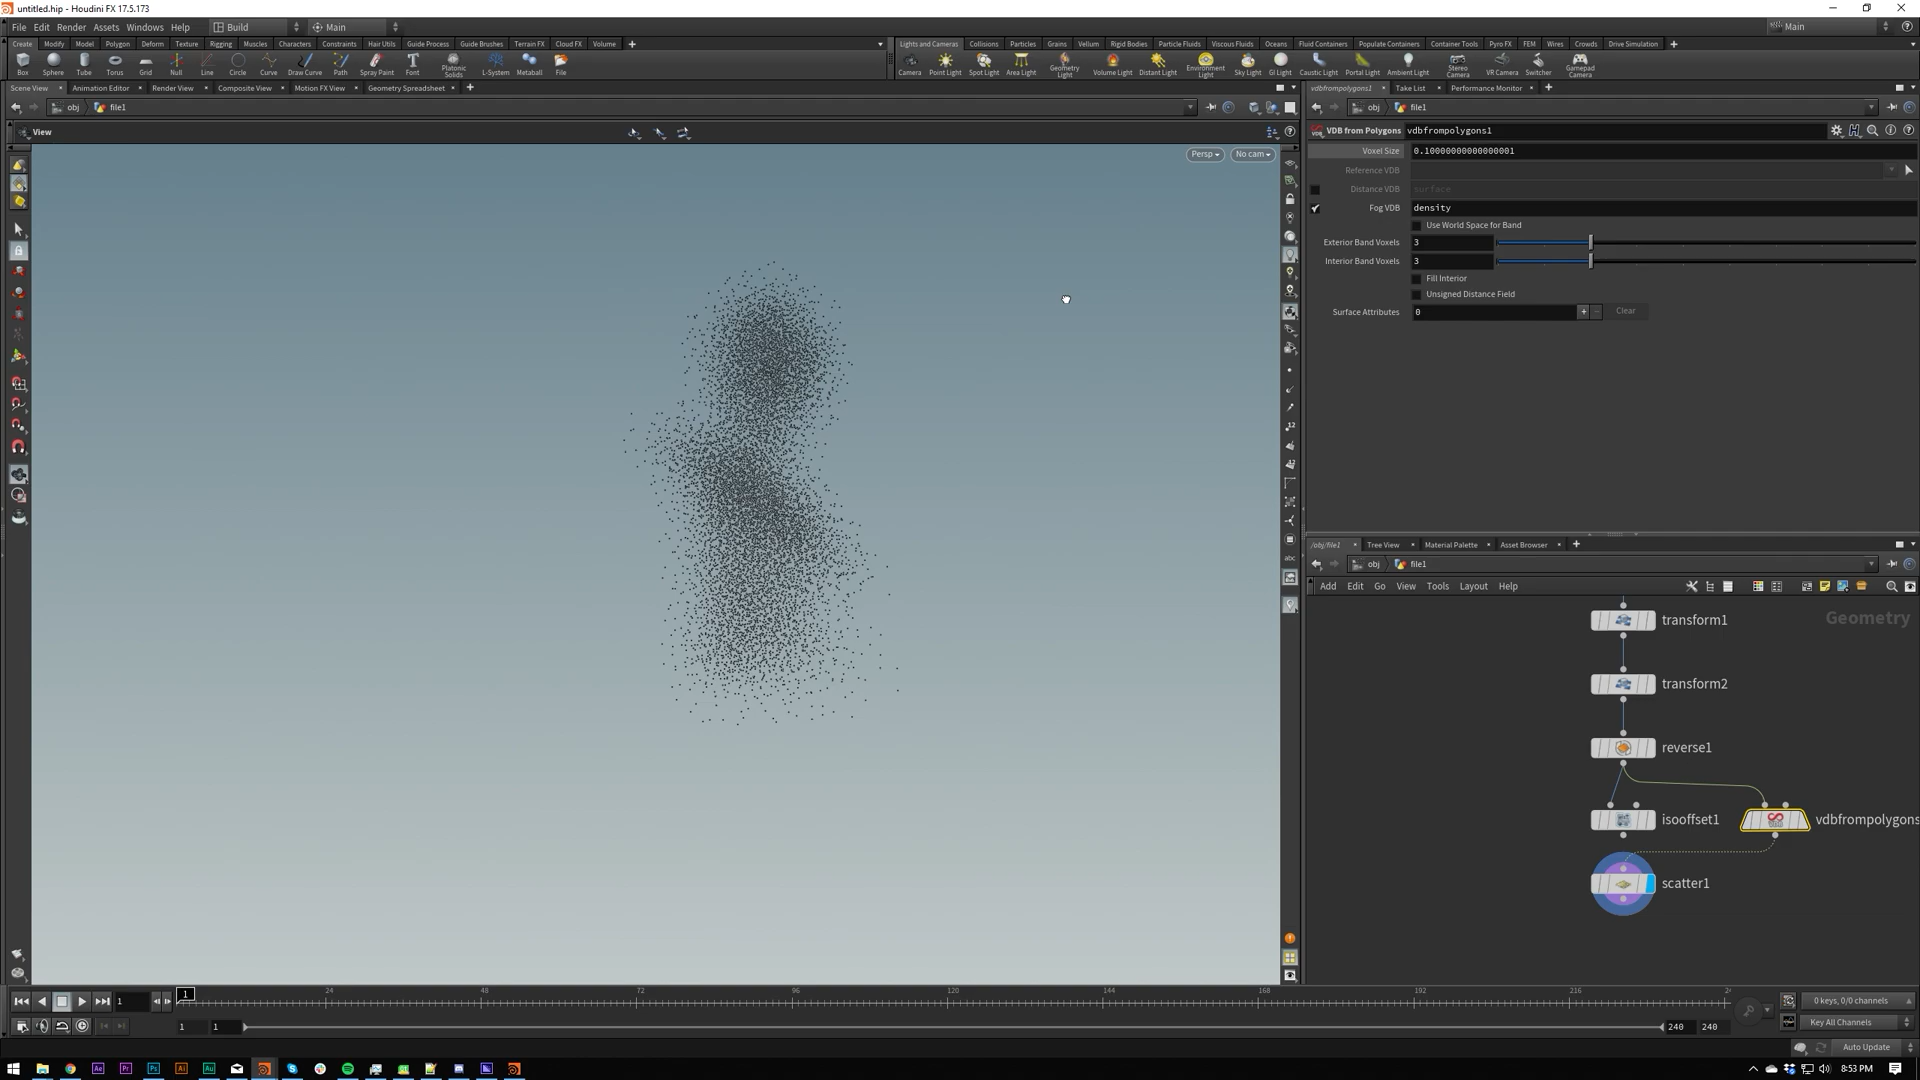 untitled.hip - Houdini FX 17.5.173
File Edit Render Assets Windows Help Build Main Main
Create Modify Model Polygon Deform Texture Rigging Muscles Characters Constraints Hair Utils Guide Process Guide Brushes Terrain FX Cloud FX Volume
Lights and Cameras Collisions Particles Grains Vellum Rigid Bodies Particle Fluids Viscous Fluids Oceans Fluid Containers Populate Containers Container Tools Pyro FX FEM Wires Crowds Drive Simulation
Box Sphere Tube Torus Grid Null Line Circle Curve Draw Curve Path Spray Paint Font Platonic Solids L-System Metaball File
Camera Point Light Spot Light Area Light Geometry Light Volume Light Distant Light Environment Light Sky Light GI Light Caustic Light Portal Light Ambient Light Stereo Camera VR Camera Switcher Gamepad Camera
Scene View Animation Editor Render View Composite View Motion FX View Geometry Spreadsheet
vdbfrompolygons1 Take List Performance Monitor
obj file1
obj file1
View
Persp No cam
VDB from Polygons vdbfrompolygons1
Voxel Size 0.10000000000000001
Reference VDB
Distance VDB surface
Fog VDB density
Use World Space for Band
Exterior Band Voxels 3
Interior Band Voxels 3
Fill Interior
Unsigned Distance Field
Surface Attributes 0 + - Clear
/obj/file1 Tree View Material Palette Asset Browser
obj file1
Add Edit Go View Tools Layout Help
Geometry
transform1
transform2
reverse1
isooffset1
vdbfrompolygons
scatter1
abc
1 1 24 48 72 96 120 144 168 192 216
0 keys, 0/0 channels
1 1 240 240
Key All Channels
Auto Update
8:53 PM